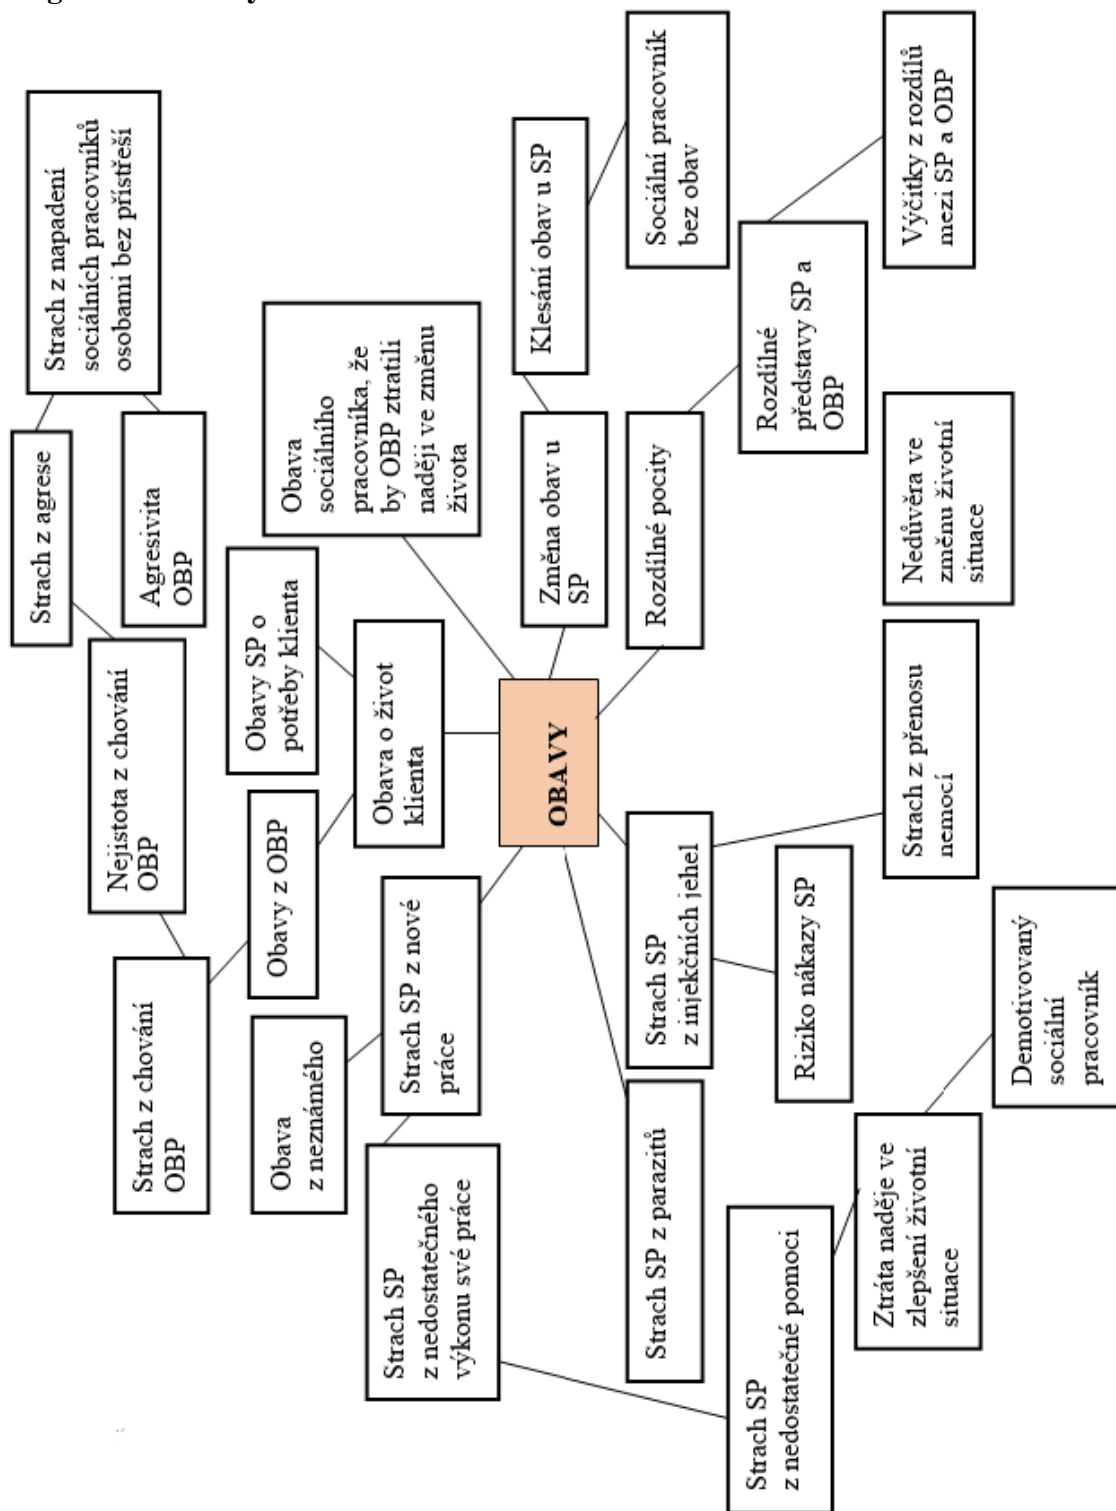 Strach z chování
OBP
Nejistota z chování
OBP
Strach z agrese
Strach z napadení
sociálních pracovníků
osobami bez přístřeší
Agresivita
OBP
Obava
z neznámého
Obavy z OBP
Obavy SP o
potřeby klienta
Obava
sociálního
pracovníka, že
by OBP ztratili
naději ve změnu
života
Strach SP
z nedostatečného
výkonu své práce
Strach SP z nové
práce
Obava o život
klienta
OBAVY
Změna obav u
SP
Klesání obav u SP
Strach SP z parazitů
Strach SP
z injekčních jehel
Rozdílné pocity
Sociální pracovník
bez obav
Strach SP
z nedostatečné pomoci
Riziko nákazy SP
Rozdílné
představy SP a
OBP
Ztráta naděje ve
zlepšení životní
situace
Strach z přenosu
nemocí
Nedůvěra ve
změnu životní
situace
Výčitky z rozdílů
mezi SP a OBP
Demotivovaný
sociální
pracovník